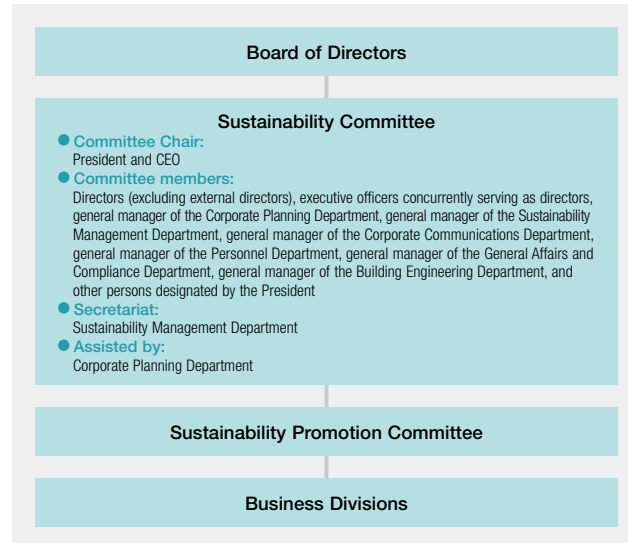 Board of Directors
Sustainability Committee
● Committee Chair:
President and CEO
● Committee members:
Directors (excluding external directors), executive officers concurrently serving as directors,
general manager of the Corporate Planning Department, general manager of the Sustainability
Management Department, general manager of the Corporate Communications Department,
general manager of the Personnel Department, general manager of the General Affairs and
Compliance Department, general manager of the Building Engineering Department, and
other persons designated by the President
● Secretariat:
Sustainability Management Department
● Assisted by:
Corporate Planning Department
Sustainability Promotion Committee
Business Divisions